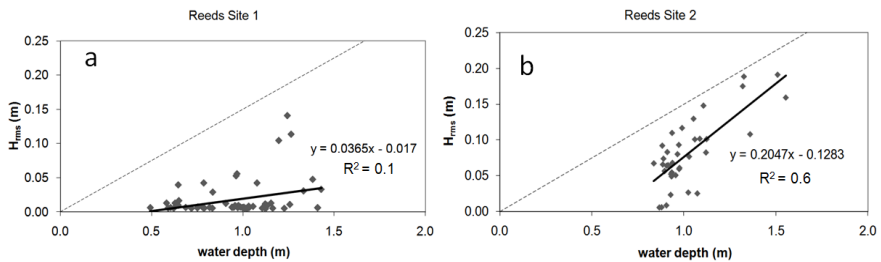 Reeds Site 1
a
H_rms (m)
0.25
0.20
0.15
0.10
0.05
0.00
y = 0.0365x - 0.017
R² = 0.1
0.0 0.5 1.0 1.5 2.0
water depth (m)
Reeds Site 2
b
H_rms (m)
0.25
0.20
0.15
0.10
0.05
0.00
y = 0.2047x - 0.1283
R² = 0.6
0.0 0.5 1.0 1.5 2.0
water depth (m)